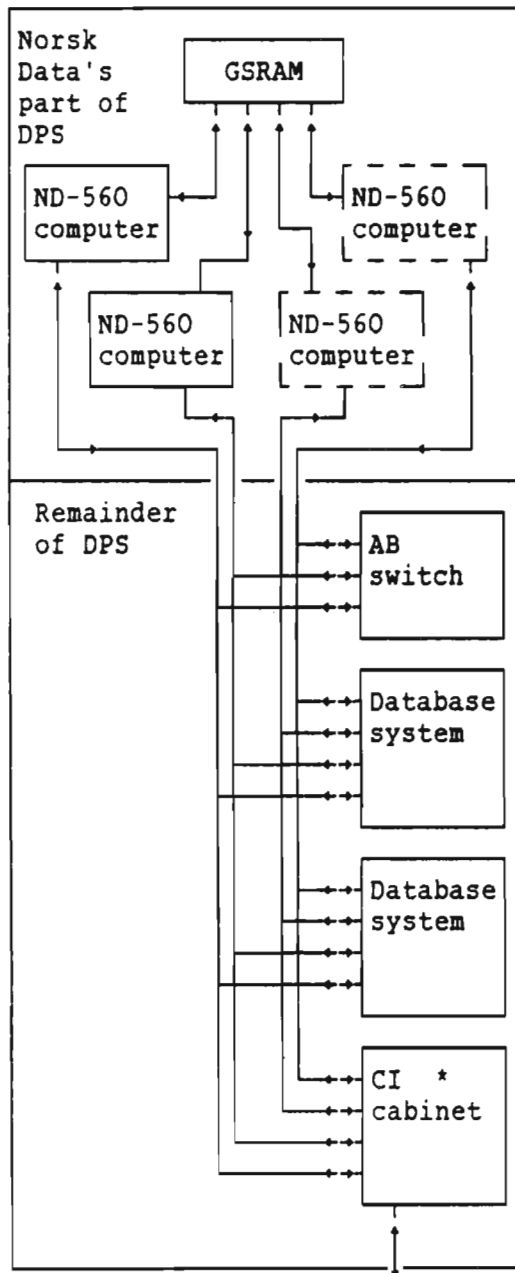 Norsk
Data's
part of
DPS
GSRAM
ND-560
computer
ND-560
computer
ND-560
computer
ND-560
computer
Remainder
of DPS
AB
switch
Database
system
Database
system
CI *
cabinet